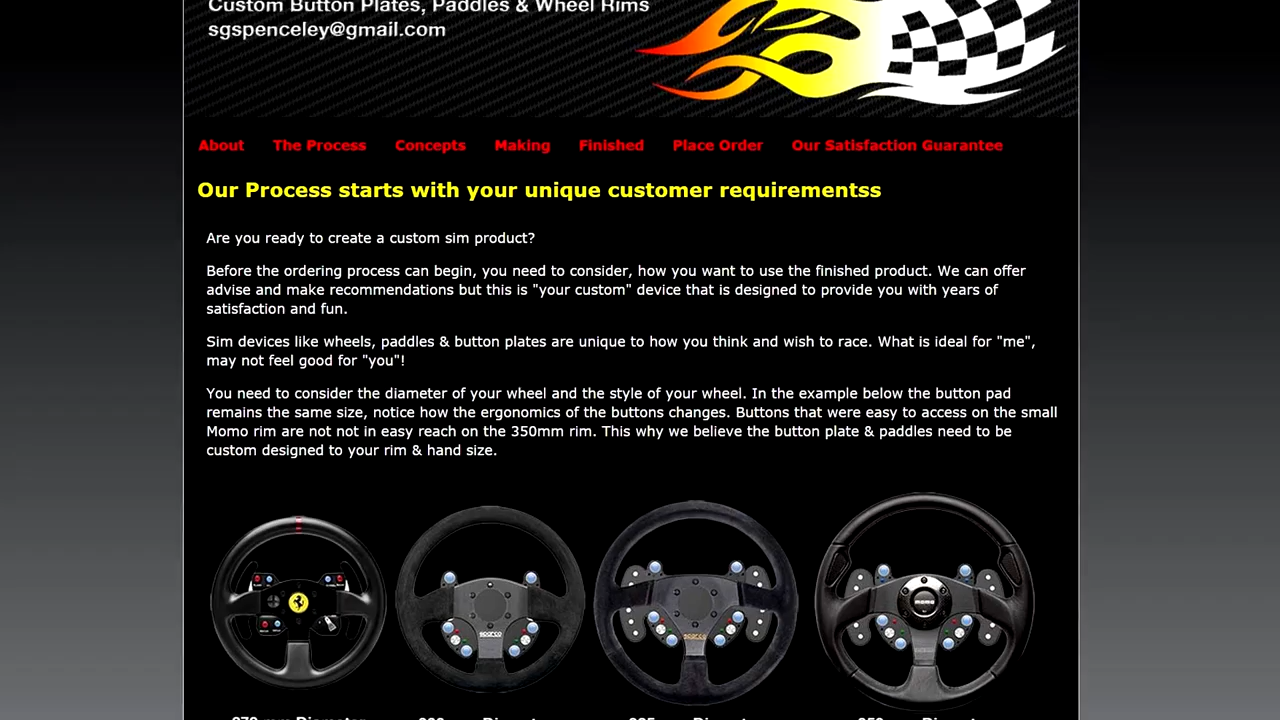 Custom Button Plates, Paddles & Wheel Rims
sgspenceley@gmail.com
About The Process Concepts Making Finished Place Order Our Satisfaction Guarantee
Our Process starts with your unique customer requirementss
Are you ready to create a custom sim product?
Before the ordering process can begin, you need to consider, how you want to use the finished product. We can offer
advise and make recommendations but this is "your custom" device that is designed to provide you with years of
satisfaction and fun.
Sim devices like wheels, paddles & button plates are unique to how you think and wish to race. What is ideal for "me",
may not feel good for "you"!
You need to consider the diameter of your wheel and the style of your wheel. In the example below the button pad
remains the same size, notice how the ergonomics of the buttons changes. Buttons that were easy to access on the small
Momo rim are not not in easy reach on the 350mm rim. This why we believe the button plate & paddles need to be
custom designed to your rim & hand size.
momo
sparco
sparco